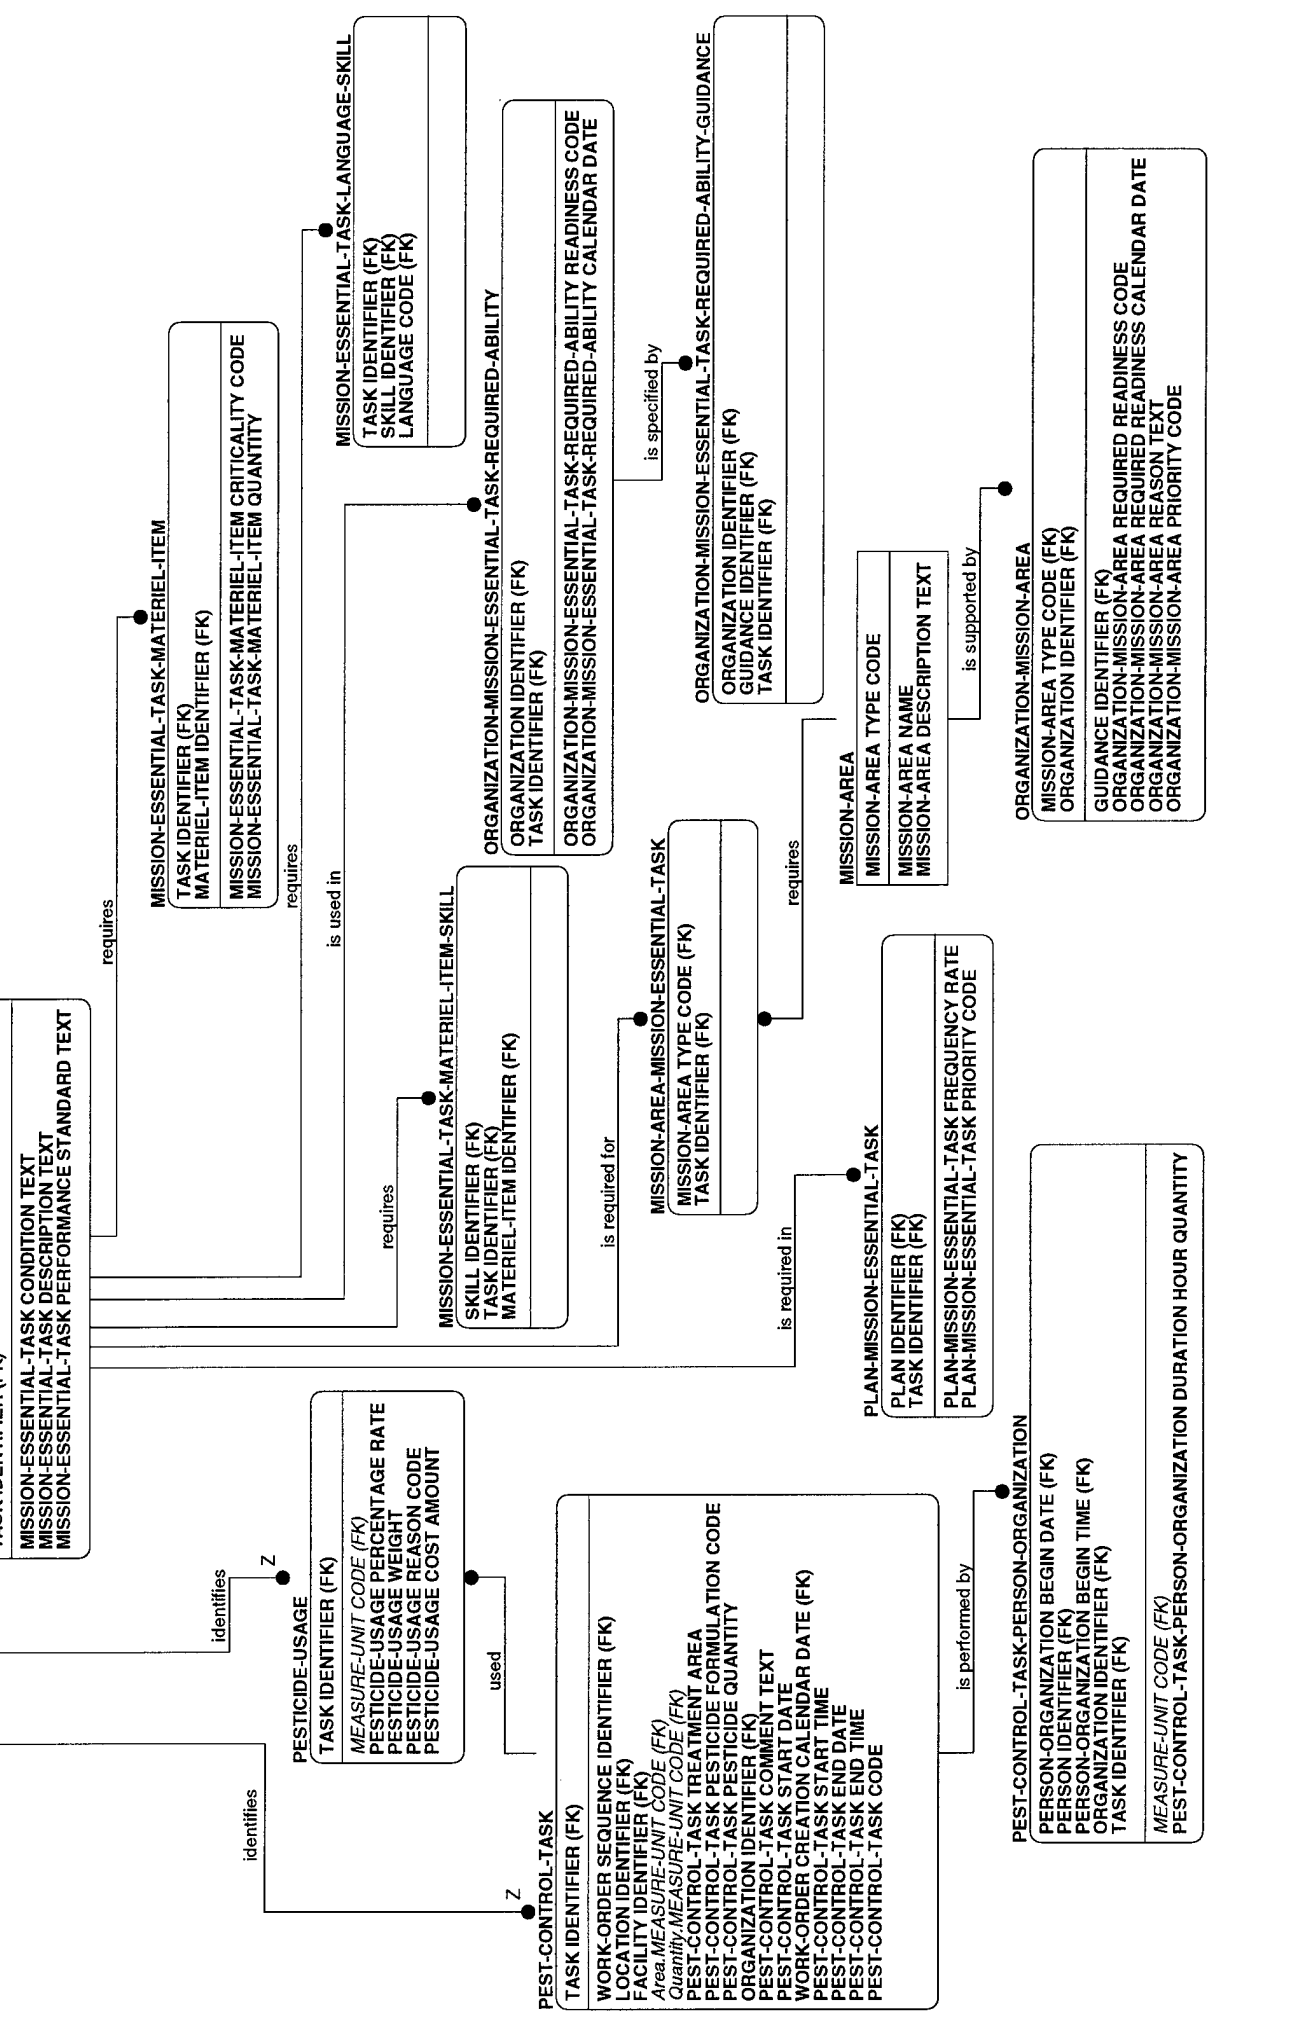 TASK IDENTIFIER (FK)
MISSION-ESSENTIAL-TASK CONDITION TEXT
MISSION-ESSENTIAL-TASK DESCRIPTION TEXT
MISSION-ESSENTIAL-TASK PERFORMANCE STANDARD TEXT
requires
MISSION-ESSENTIAL-TASK-MATERIEL-ITEM
TASK IDENTIFIER (FK)
MATERIEL-ITEM IDENTIFIER (FK)
MISSION-ESSENTIAL-TASK-MATERIEL-ITEM CRITICALITY CODE
MISSION-ESSENTIAL-TASK-MATERIEL-ITEM QUANTITY
requires
MISSION-ESSENTIAL-TASK-LANGUAGE-SKILL
TASK IDENTIFIER (FK)
SKILL IDENTIFIER (FK)
LANGUAGE CODE (FK)
is used in
ORGANIZATION-MISSION-ESSENTIAL-TASK-REQUIRED-ABILITY
ORGANIZATION IDENTIFIER (FK)
TASK IDENTIFIER (FK)
ORGANIZATION-MISSION-ESSENTIAL-TASK-REQUIRED-ABILITY READINESS CODE
ORGANIZATION-MISSION-ESSENTIAL-TASK-REQUIRED-ABILITY CALENDAR DATE
is specified by
ORGANIZATION-MISSION-ESSENTIAL-TASK-REQUIRED-ABILITY-GUIDANCE
ORGANIZATION IDENTIFIER (FK)
GUIDANCE IDENTIFIER (FK)
TASK IDENTIFIER (FK)
requires
MISSION-ESSENTIAL-TASK-MATERIEL-ITEM-SKILL
SKILL IDENTIFIER (FK)
TASK IDENTIFIER (FK)
MATERIEL-ITEM IDENTIFIER (FK)
is required for
MISSION-AREA-MISSION-ESSENTIAL-TASK
MISSION-AREA TYPE CODE (FK)
TASK IDENTIFIER (FK)
requires
MISSION-AREA
MISSION-AREA TYPE CODE
MISSION-AREA NAME
MISSION-AREA DESCRIPTION TEXT
is supported by
ORGANIZATION-MISSION-AREA
MISSION-AREA TYPE CODE (FK)
ORGANIZATION IDENTIFIER (FK)
GUIDANCE IDENTIFIER (FK)
ORGANIZATION-MISSION-AREA REQUIRED READINESS CODE
ORGANIZATION-MISSION-AREA REQUIRED READINESS CALENDAR DATE
ORGANIZATION-MISSION-AREA REASON TEXT
ORGANIZATION-MISSION-AREA PRIORITY CODE
is required in
PLAN-MISSION-ESSENTIAL-TASK
PLAN IDENTIFIER (FK)
TASK IDENTIFIER (FK)
PLAN-MISSION-ESSENTIAL-TASK FREQUENCY RATE
PLAN-MISSION-ESSENTIAL-TASK PRIORITY CODE
identifies
Z
PESTICIDE-USAGE
TASK IDENTIFIER (FK)
MEASURE-UNIT CODE (FK)
PESTICIDE-USAGE PERCENTAGE RATE
PESTICIDE-USAGE WEIGHT
PESTICIDE-USAGE REASON CODE
PESTICIDE-USAGE COST AMOUNT
used
identifies
Z
PEST-CONTROL-TASK
TASK IDENTIFIER (FK)
WORK-ORDER SEQUENCE IDENTIFIER (FK)
LOCATION IDENTIFIER (FK)
FACILITY IDENTIFIER (FK)
Area.MEASURE-UNIT CODE (FK)
Quantity.MEASURE-UNIT CODE (FK)
PEST-CONTROL-TASK TREATMENT AREA
PEST-CONTROL-TASK PESTICIDE FORMULATION CODE
PEST-CONTROL-TASK PESTICIDE QUANTITY
ORGANIZATION IDENTIFIER (FK)
PEST-CONTROL-TASK COMMENT TEXT
PEST-CONTROL-TASK START DATE
WORK-ORDER CREATION CALENDAR DATE (FK)
PEST-CONTROL-TASK START TIME
PEST-CONTROL-TASK END DATE
PEST-CONTROL-TASK END TIME
PEST-CONTROL-TASK CODE
is performed by
PEST-CONTROL-TASK-PERSON-ORGANIZATION
PERSON-ORGANIZATION BEGIN DATE (FK)
PERSON IDENTIFIER (FK)
PERSON-ORGANIZATION BEGIN TIME (FK)
ORGANIZATION IDENTIFIER (FK)
TASK IDENTIFIER (FK)
MEASURE-UNIT CODE (FK)
PEST-CONTROL-TASK-PERSON-ORGANIZATION DURATION HOUR QUANTITY